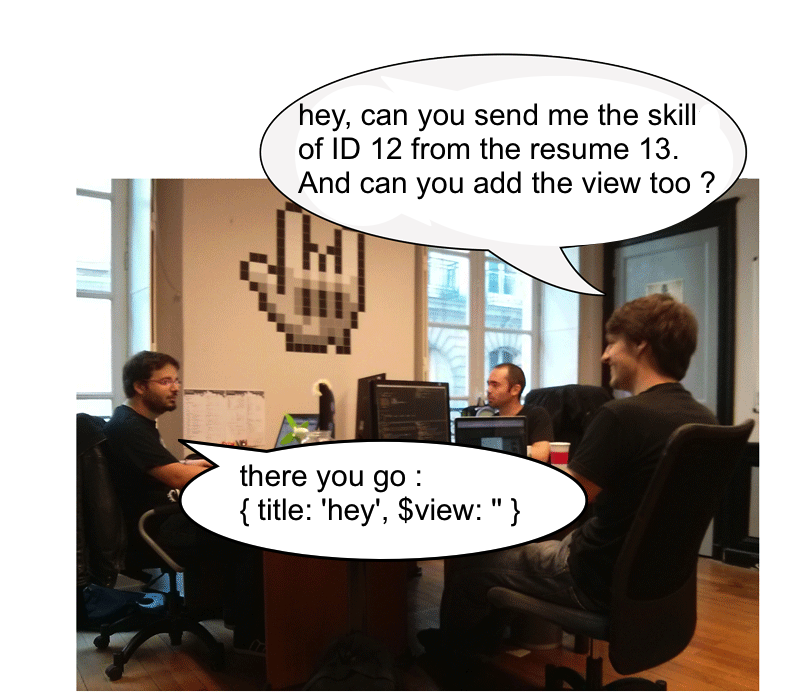 hey, can you send me the skill
of ID 12 from the resume 13.
And can you add the view too ?
there you go :
{ title: 'hey', $view: '' }